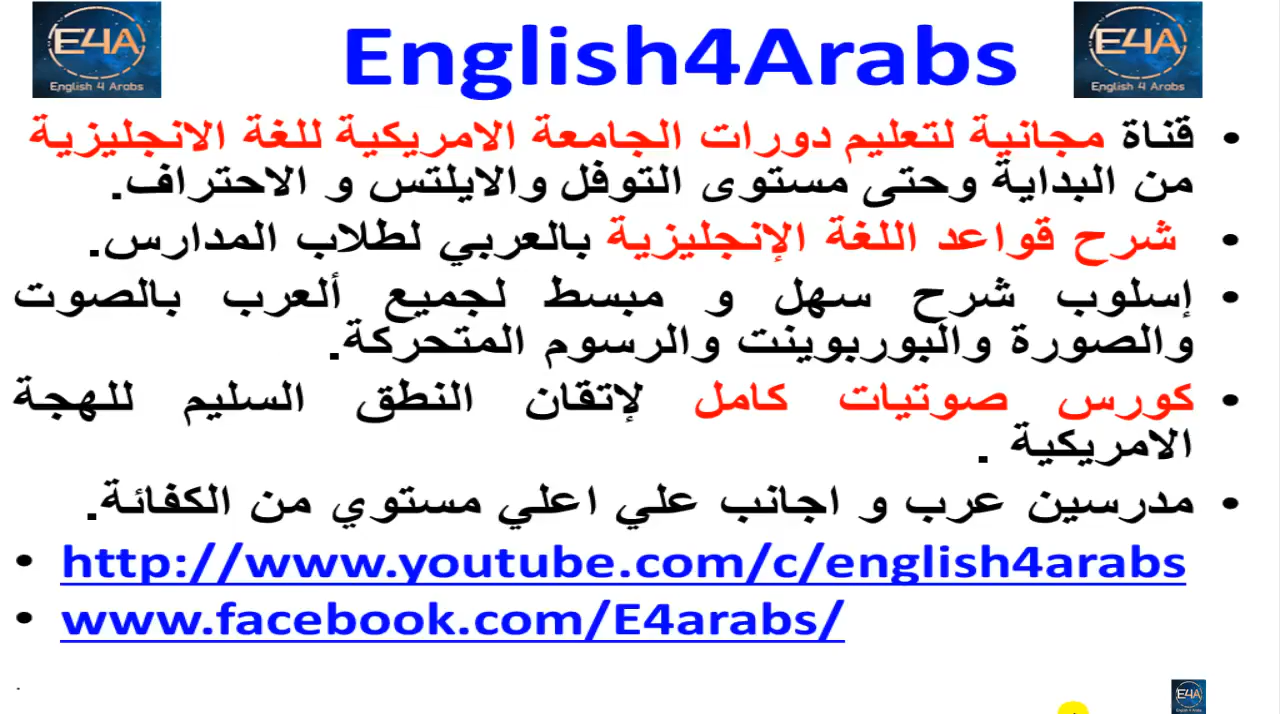 E4A
English 4 Arabs
English4Arabs
E4A
English 4 Arabs
• قناة مجانية لتعليم دورات الجامعة الامريكية للغة الانجليزية
من البداية وحتى مستوى التوفل والايلتس و الاحتراف.
• شرح قواعد اللغة الإنجليزية بالعربي لطلاب المدارس.
• إسلوب شرح سهل و مبسط لجميع ألعرب بالصوت
والصورة والبوربوينت والرسوم المتحركة.
• كورس صوتيات كامل لإتقان النطق السليم للهجة
الامريكية .
• مدرسين عرب و اجانب علي اعلي مستوي من الكفائة.
• http://www.youtube.com/c/english4arabs
• www.facebook.com/E4arabs/
.
E4A
English 4 Arabs